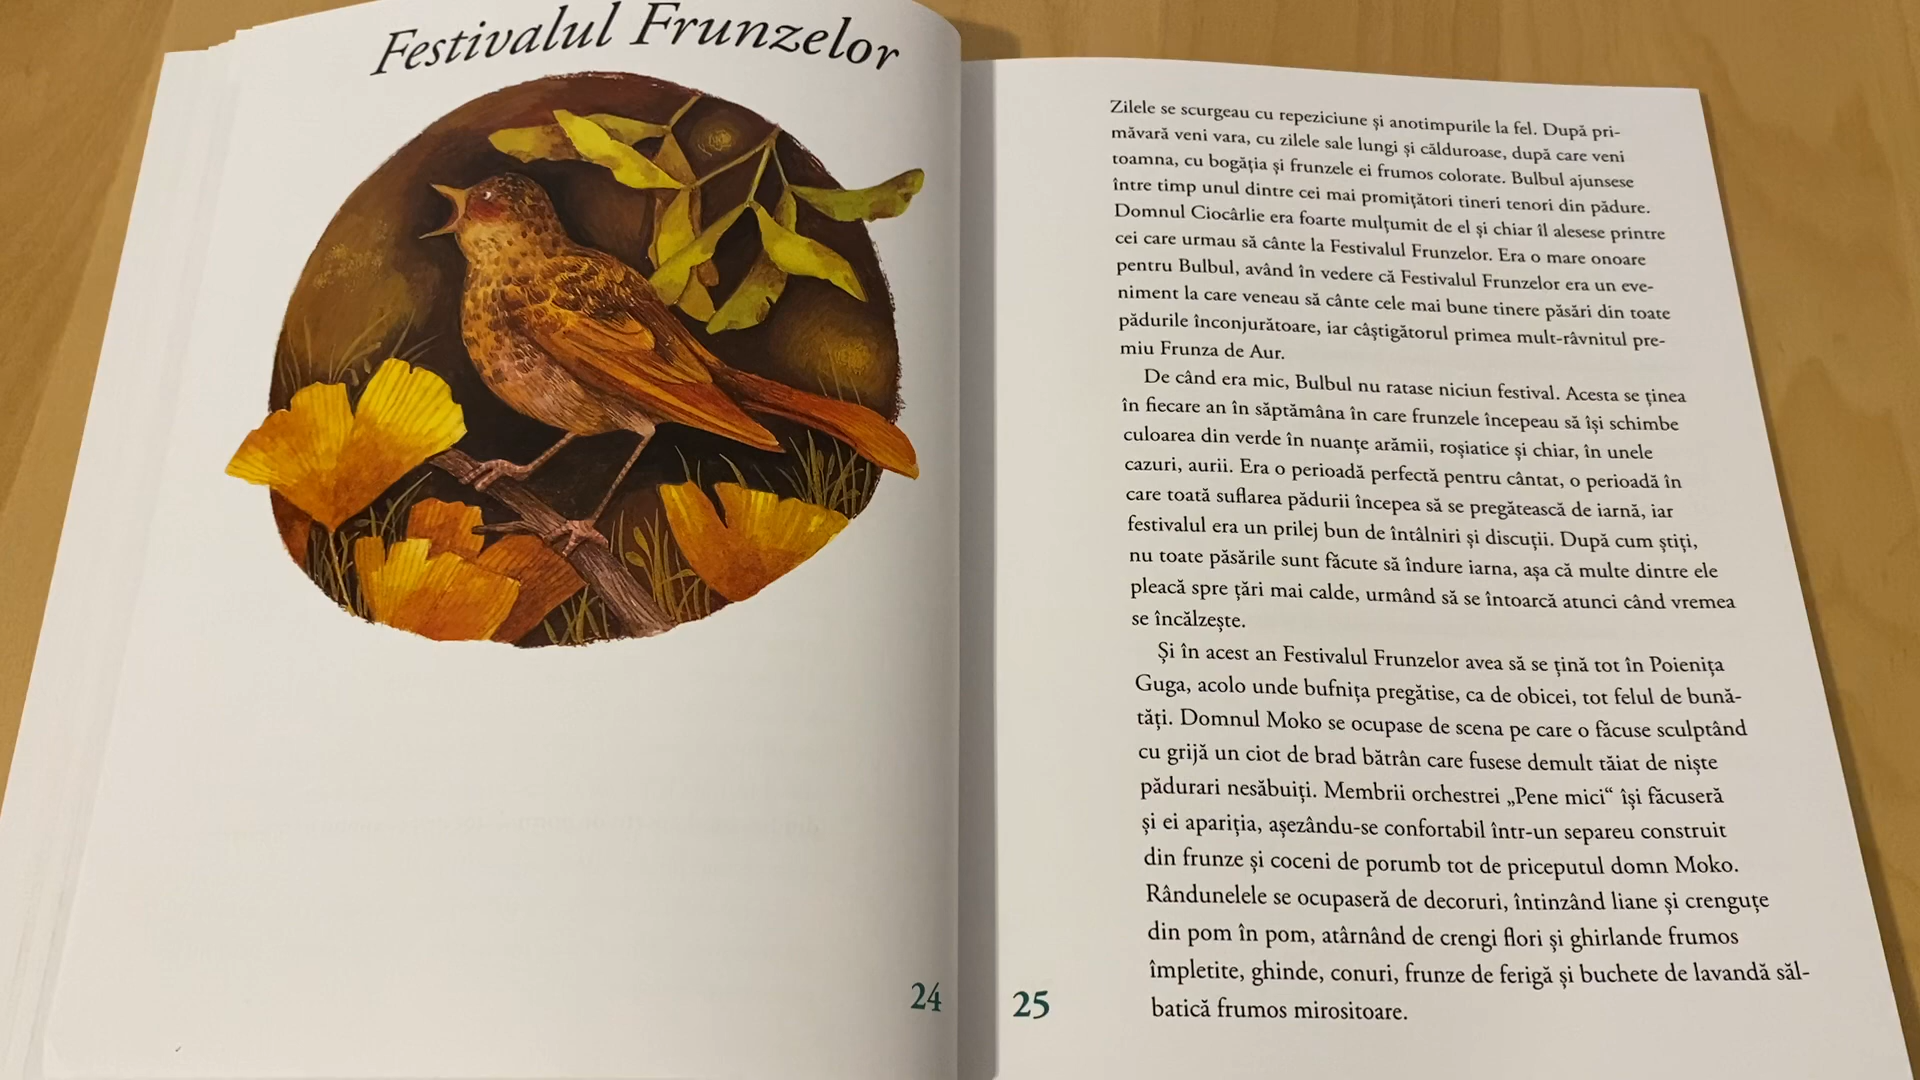 Festivalul Frunzelor
24
Zilele se scurgeau cu repeziciune și anotimpurile la fel. După pri-
măvară veni vara, cu zilele sale lungi și călduroase, după care veni
toamna, cu bogăția și frunzele ei frumos colorate. Bulbul ajunsese
între timp unul dintre cei mai promițători tineri tenori din pădure.
Domnul Ciocârlie era foarte mulțumit de el și chiar îl alesese printre
cei care urmau să cânte la Festivalul Frunzelor. Era o mare onoare
pentru Bulbul, având în vedere că Festivalul Frunzelor era un eve-
niment la care veneau să cânte cele mai bune tinere păsări din toate
pădurile înconjurătoare, iar câștigătorul primea mult-râvnitul pre-
miu Frunza de Aur.
De când era mic, Bulbul nu ratase niciun festival. Acesta se ținea
în fiecare an în săptămâna în care frunzele începeau să își schimbe
culoarea din verde în nuanțe arămii, roșiatice și chiar, în unele
cazuri, aurii. Era o perioadă perfectă pentru cântat, o perioadă în
care toată suflarea pădurii începea să se pregătească de iarnă, iar
festivalul era un prilej bun de întâlniri și discuții. După cum știți,
nu toate păsările sunt făcute să îndure iarna, așa că multe dintre ele
pleacă spre țări mai calde, urmând să se întoarcă atunci când vremea
se încălzește.
Și în acest an Festivalul Frunzelor avea să se țină tot în Poienița
Guga, acolo unde bufnița pregătise, ca de obicei, tot felul de bună-
tăți. Domnul Moko se ocupase de scena pe care o făcuse sculptând
cu grijă un ciot de brad bătrân care fusese demult tăiat de niște
pădurari nesăbuiți. Membrii orchestrei „Pene mici“ își făcuseră
și ei apariția, așezându-se confortabil într-un separeu construit
din frunze și coceni de porumb tot de priceputul domn Moko.
Rândunelele se ocupaseră de decoruri, întinzând liane și crenguțe
din pom în pom, atârnând de crengi flori și ghirlande frumos
împletite, ghinde, conuri, frunze de ferigă și buchete de lavandă săl-
batică frumos mirositoare.
25